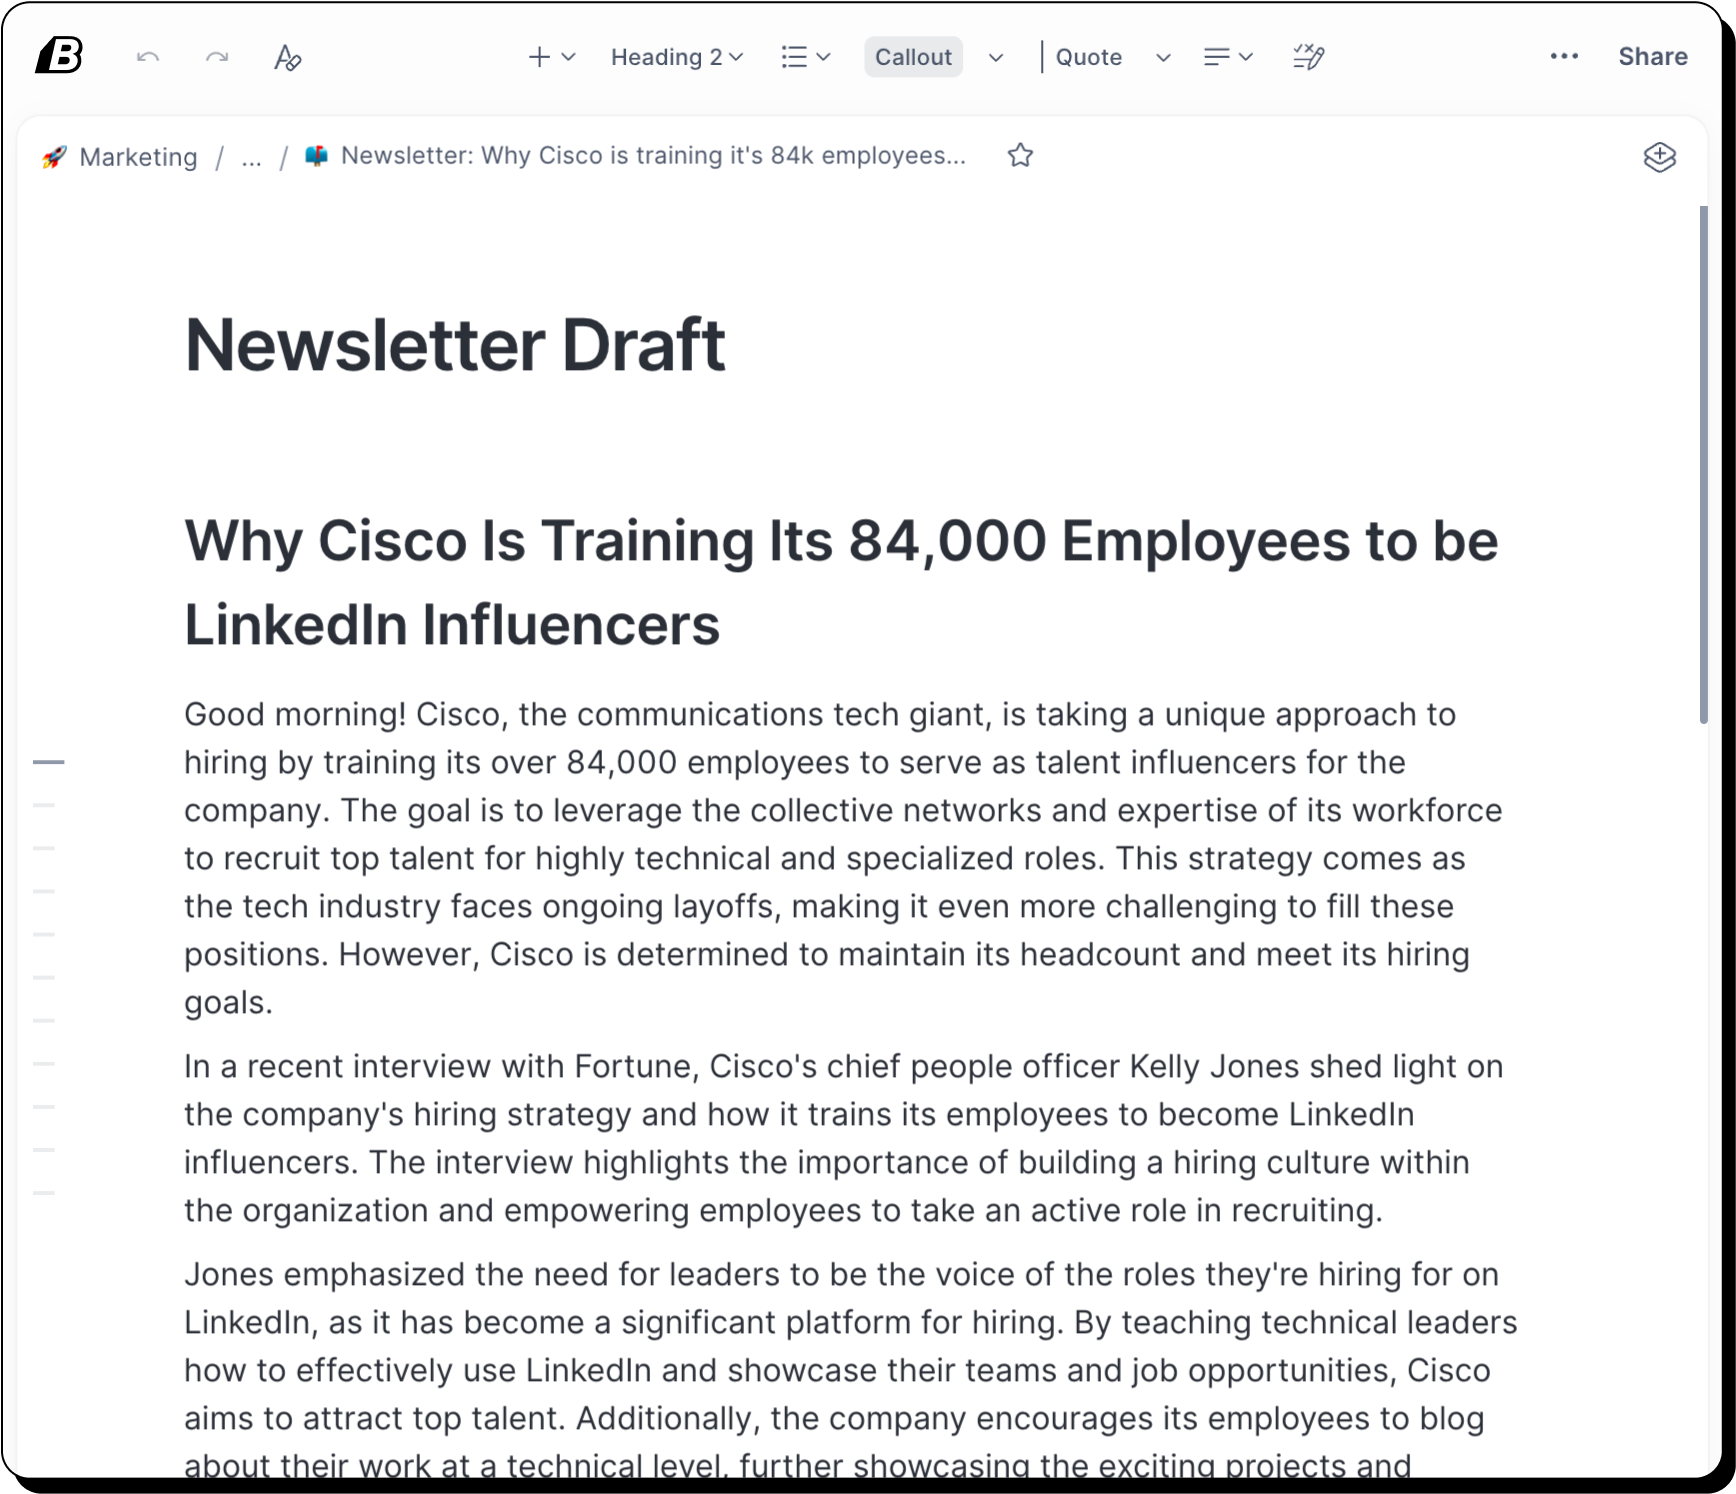 B
Heading 2
Callout
Quote
Share
Marketing / ... / Newsletter: Why Cisco is training it's 84k employees...
Newsletter Draft
Why Cisco Is Training Its 84,000 Employees to be
LinkedIn Influencers
Good morning! Cisco, the communications tech giant, is taking a unique approach to
hiring by training its over 84,000 employees to serve as talent influencers for the
company. The goal is to leverage the collective networks and expertise of its workforce
to recruit top talent for highly technical and specialized roles. This strategy comes as
the tech industry faces ongoing layoffs, making it even more challenging to fill these
positions. However, Cisco is determined to maintain its headcount and meet its hiring
goals.
In a recent interview with Fortune, Cisco's chief people officer Kelly Jones shed light on
the company's hiring strategy and how it trains its employees to become LinkedIn
influencers. The interview highlights the importance of building a hiring culture within
the organization and empowering employees to take an active role in recruiting.
Jones emphasized the need for leaders to be the voice of the roles they're hiring for on
LinkedIn, as it has become a significant platform for hiring. By teaching technical leaders
how to effectively use LinkedIn and showcase their teams and job opportunities, Cisco
aims to attract top talent. Additionally, the company encourages its employees to blog
about their work at a technical level, further showcasing the exciting projects and